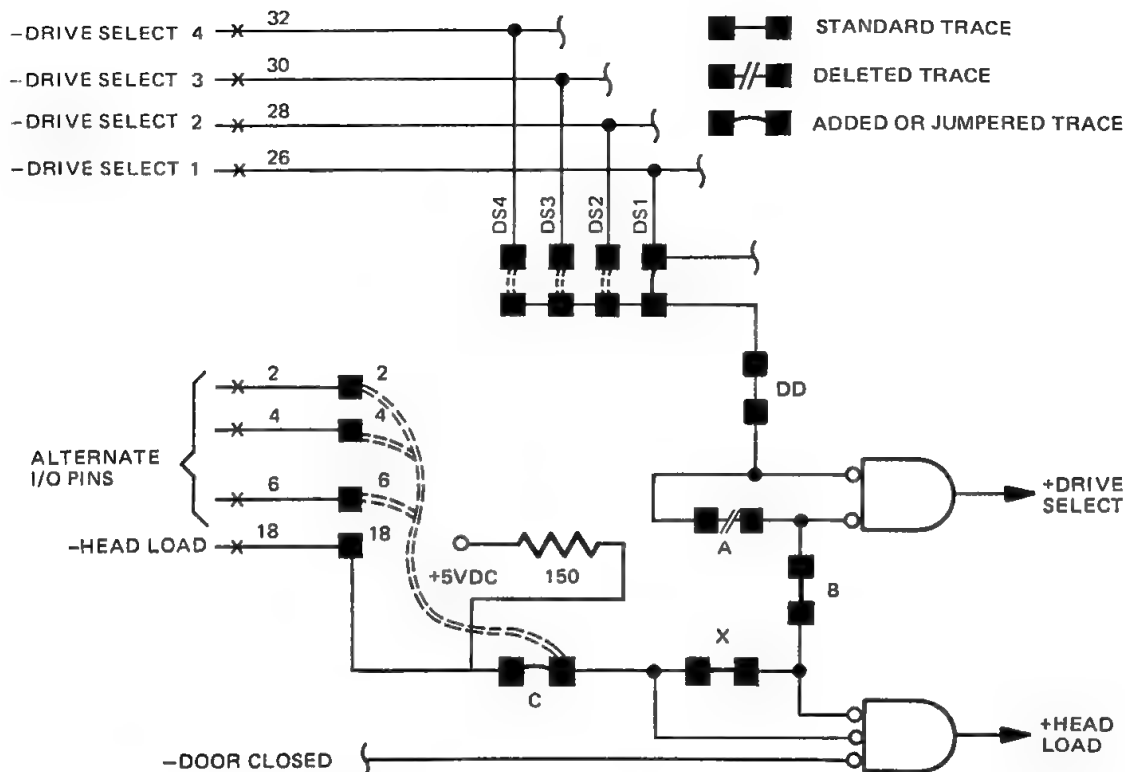 -DRIVE SELECT 4 32
-DRIVE SELECT 3 30
-DRIVE SELECT 2 28
-DRIVE SELECT 1 26
STANDARD TRACE
DELETED TRACE
ADDED OR JUMPERED TRACE
DS4
DS3
DS2
DS1
DD
2 2
4 4
6 6
ALTERNATE
I/O PINS
-HEAD LOAD 18 18
+5VDC
150
+DRIVE
SELECT
A
B
X
C
-DOOR CLOSED
+HEAD
LOAD